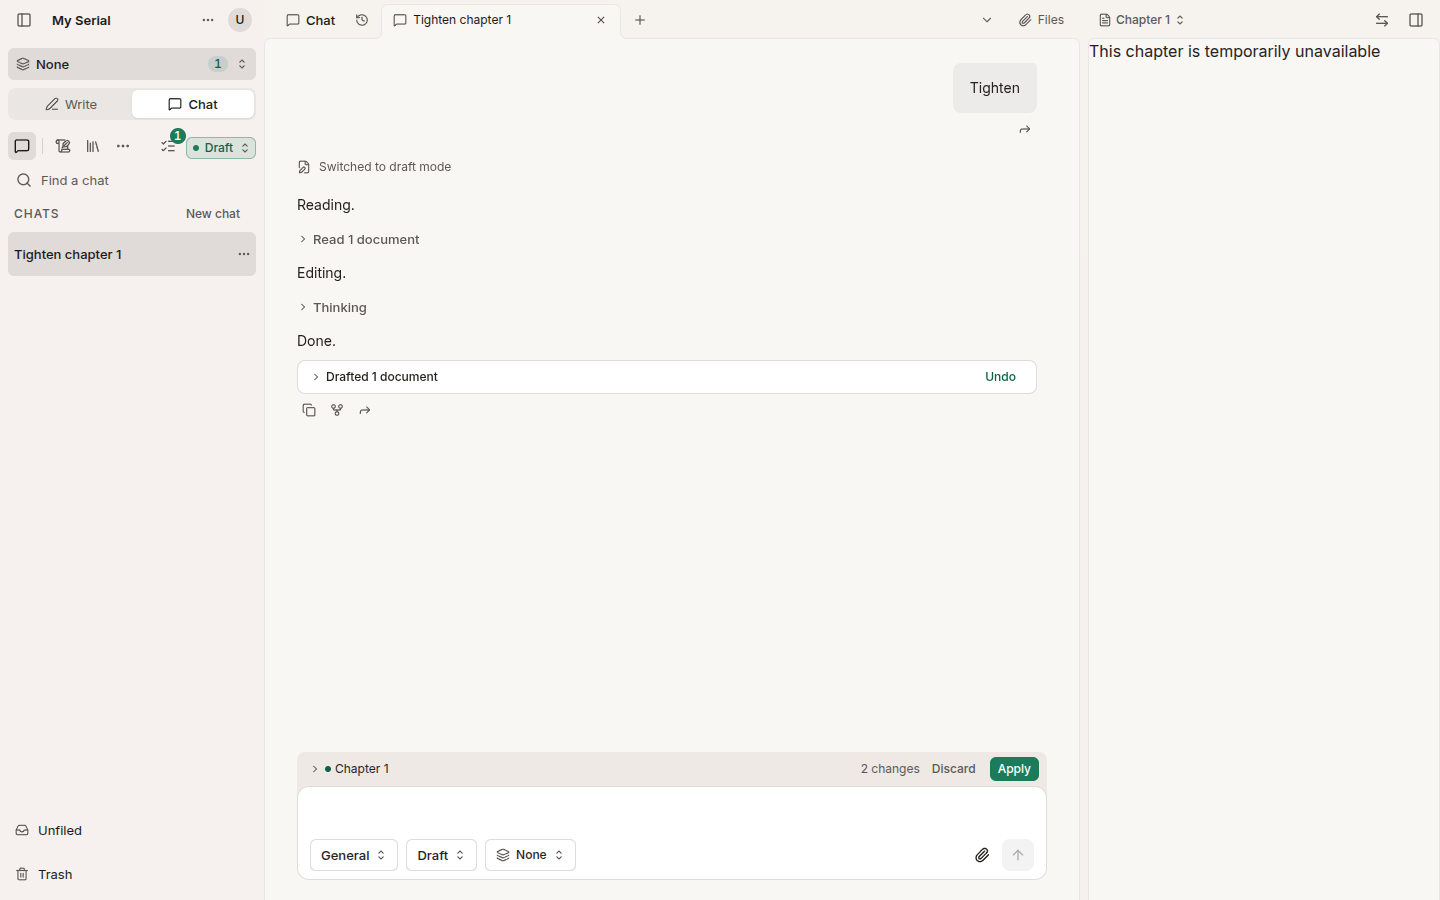 My Serial
U
Chat
Tighten chapter 1
Files
Chapter 1
None
1
Write
Chat
1
Draft
Find a chat
CHATS
New chat
Tighten chapter 1
Unfiled
Trash
Tighten
Switched to draft mode
Reading.
Read 1 document
Editing.
Thinking
Done.
Drafted 1 document
Undo
Chapter 1
2 changes
Discard
Apply
General
Draft
None
This chapter is temporarily unavailable